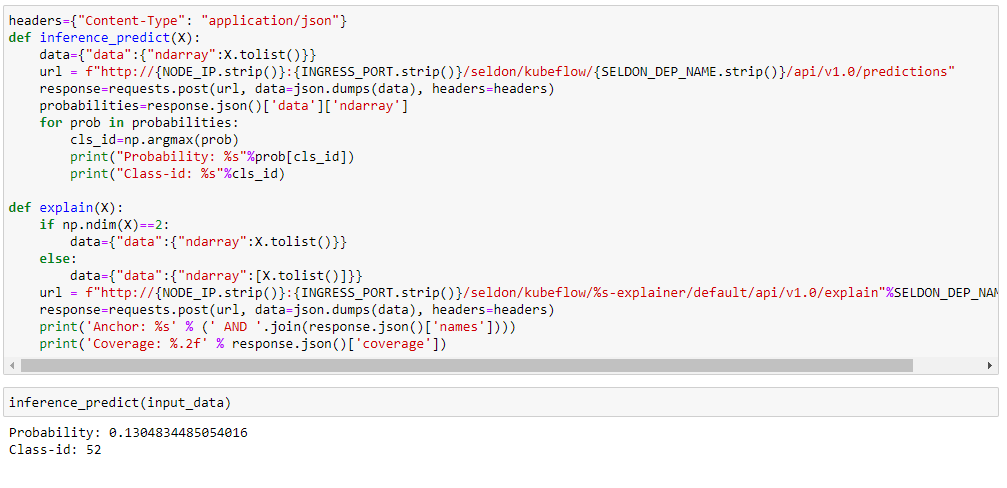 headers={"Content-Type": "application/json"}
def inference_predict(X):
    data={"data":{"ndarray":X.tolist()}}
    url = f"http://{NODE_IP.strip()}:{INGRESS_PORT.strip()}/seldon/kubeflow/{SELDON_DEP_NAME.strip()}/api/v1.0/predictions"
    response=requests.post(url, data=json.dumps(data), headers=headers)
    probabilities=response.json()['data']['ndarray']
    for prob in probabilities:
        cls_id=np.argmax(prob)
        print("Probability: %s"%prob[cls_id])
        print("Class-id: %s"%cls_id)
def explain(X):
    if np.ndim(X)==2:
        data={"data":{"ndarray":X.tolist()}}
    else:
        data={"data":{"ndarray":[X.tolist()]}}
    url = f"http://{NODE_IP.strip()}:{INGRESS_PORT.strip()}/seldon/kubeflow/%s-explainer/default/api/v1.0/explain"%SELDON_DEP_NAM
    response=requests.post(url, data=json.dumps(data), headers=headers)
    print('Anchor: %s' % (' AND '.join(response.json()['names'])))
    print('Coverage: %.2f' % response.json()['coverage'])
inference_predict(input_data)
Probability: 0.1304834485054016
Class-id: 52